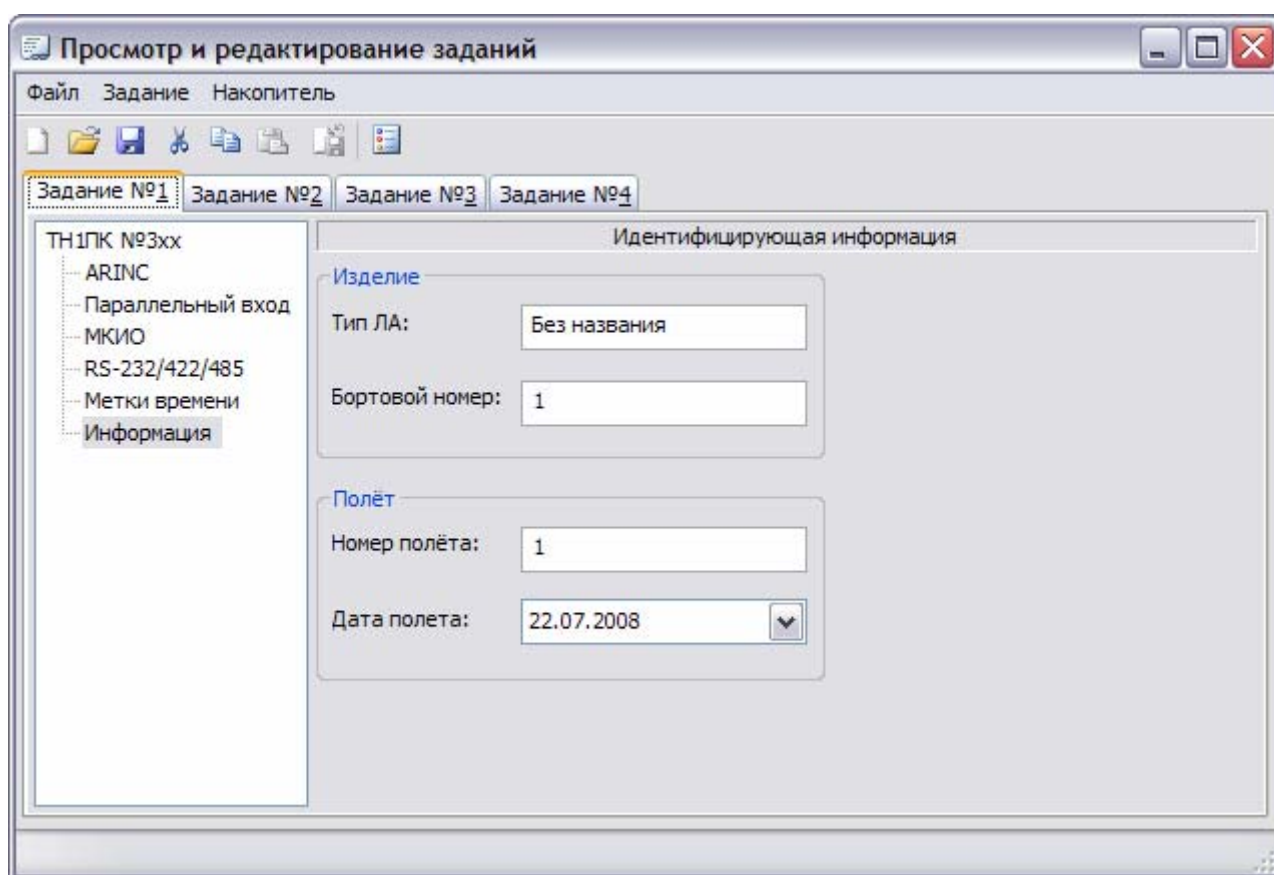 Просмотр и редактирование заданий
Файл Задание Накопитель
Задание №1 Задание №2 Задание №3 Задание №4
ТН1ПК №3xx
ARINC
Параллельный вход
МКИО
RS-232/422/485
Метки времени
Информация
Идентифицирующая информация
Изделие
Тип ЛА: Без названия
Бортовой номер: 1
Полёт
Номер полёта: 1
Дата полета: 22.07.2008